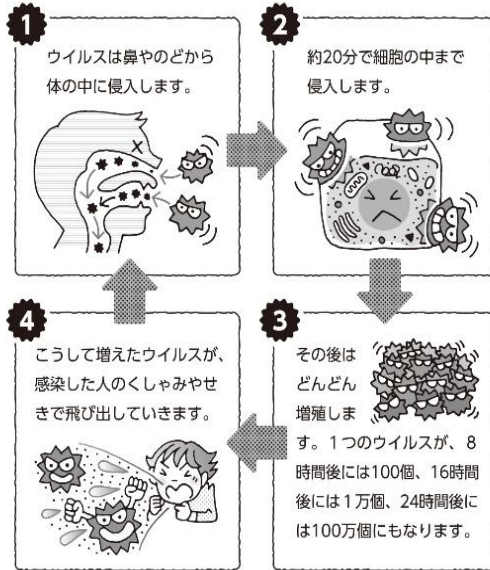 1
ウイルスは鼻やのどから
体の中に侵入します。
2
約20分で細胞の中まで
侵入します。
3
その後は
どんどん
増殖しま
す。1つのウイルスが、8
時間後には100個、16時間
後には1万個、24時間後に
は100万個にもなります。
4
こうして増えたウイルスが、
感染した人のくしゃみやせ
きで飛び出していきます。